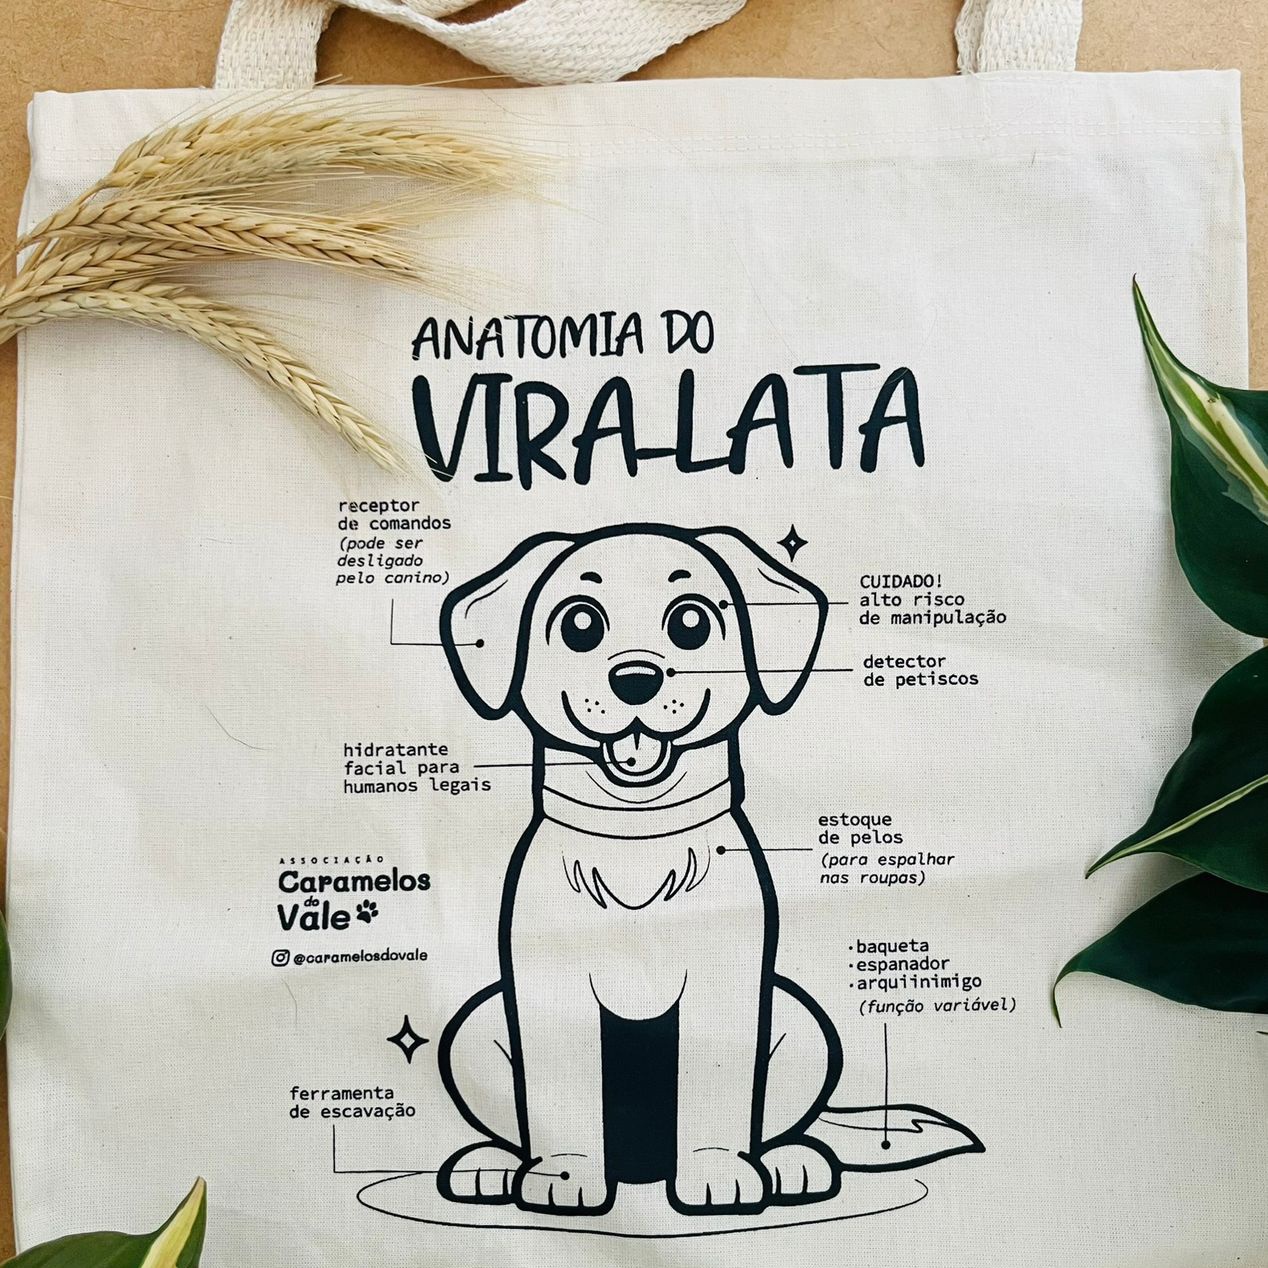 ANATOMIA DO
VIRA-LATA
receptor
de comandos
(pode ser
desligado
pelo canino)
CUIDADO!
alto risco
de manipulação
detector
de petiscos
hidratante
facial para
humanos legais
estoque
de pelos
(para espalhar
nas roupas)
ASSOCIAÇÃO
Caramelos
do
Vale
@caramelosdovale
·baqueta
·espanador
·arquiinimigo
(função variável)
ferramenta
de escavação